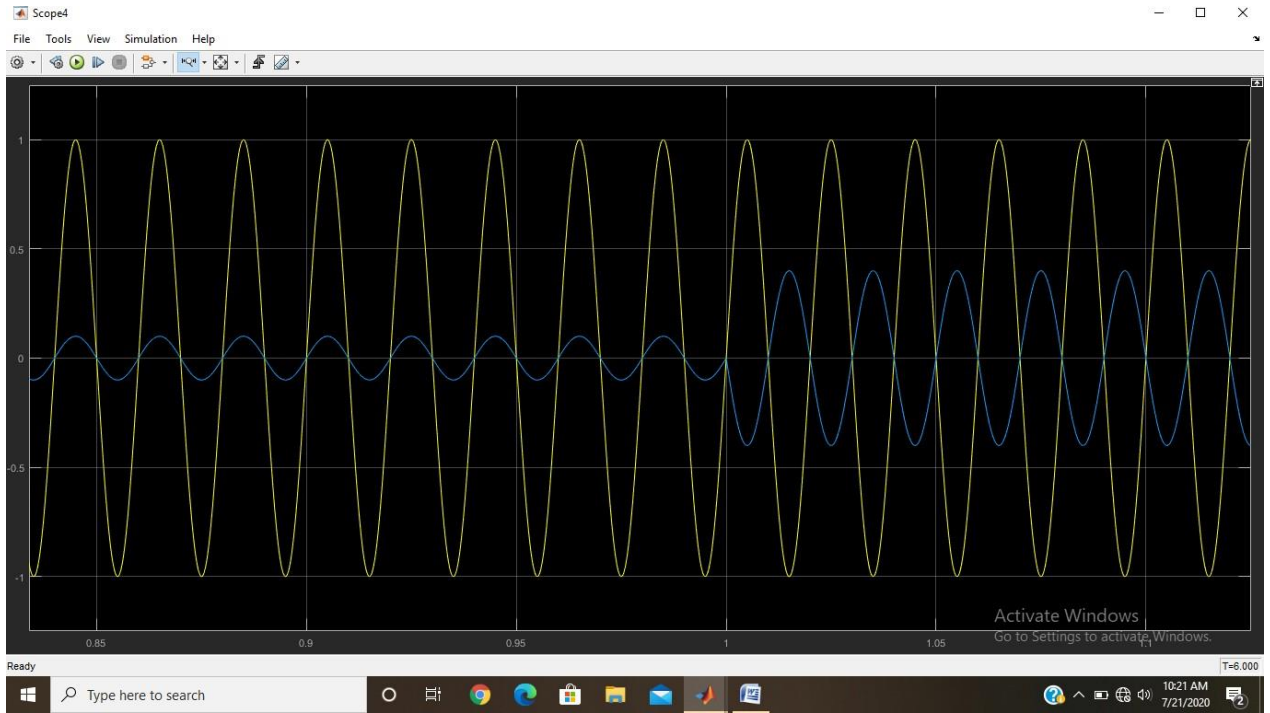 Scope4
File Tools View Simulation Help
1
0.5
0
-0.5
-1
0.85 0.9 0.95 1 1.05 1.1
Activate Windows
Go to Settings to activate Windows.
Ready T=6.000
Type here to search
10:21 AM
7/21/2020
2